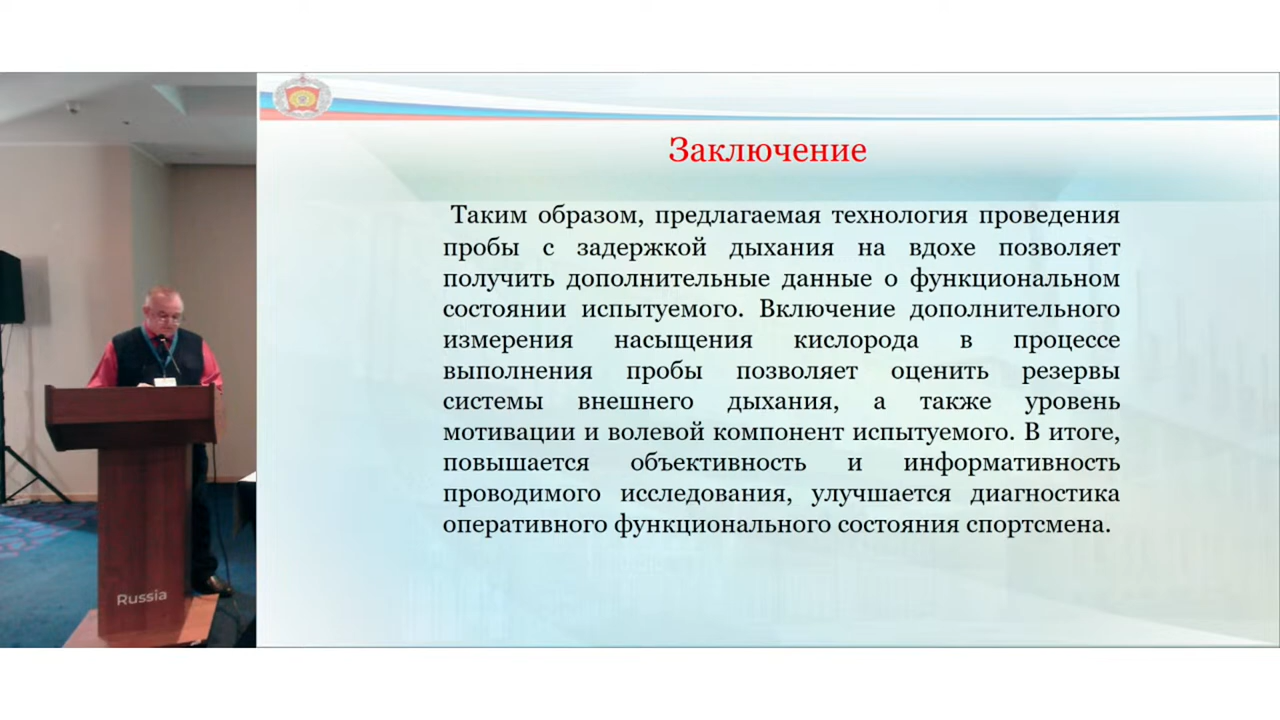 Заключение
Таким образом, предлагаемая технология проведения
пробы с задержкой дыхания на вдохе позволяет
получить дополнительные данные о функциональном
состоянии испытуемого. Включение дополнительного
измерения насыщения кислорода в процессе
выполнения пробы позволяет оценить резервы
системы внешнего дыхания, а также уровень
мотивации и волевой компонент испытуемого. В итоге,
повышается объективность и информативность
проводимого исследования, улучшается диагностика
оперативного функционального состояния спортсмена.
Russia